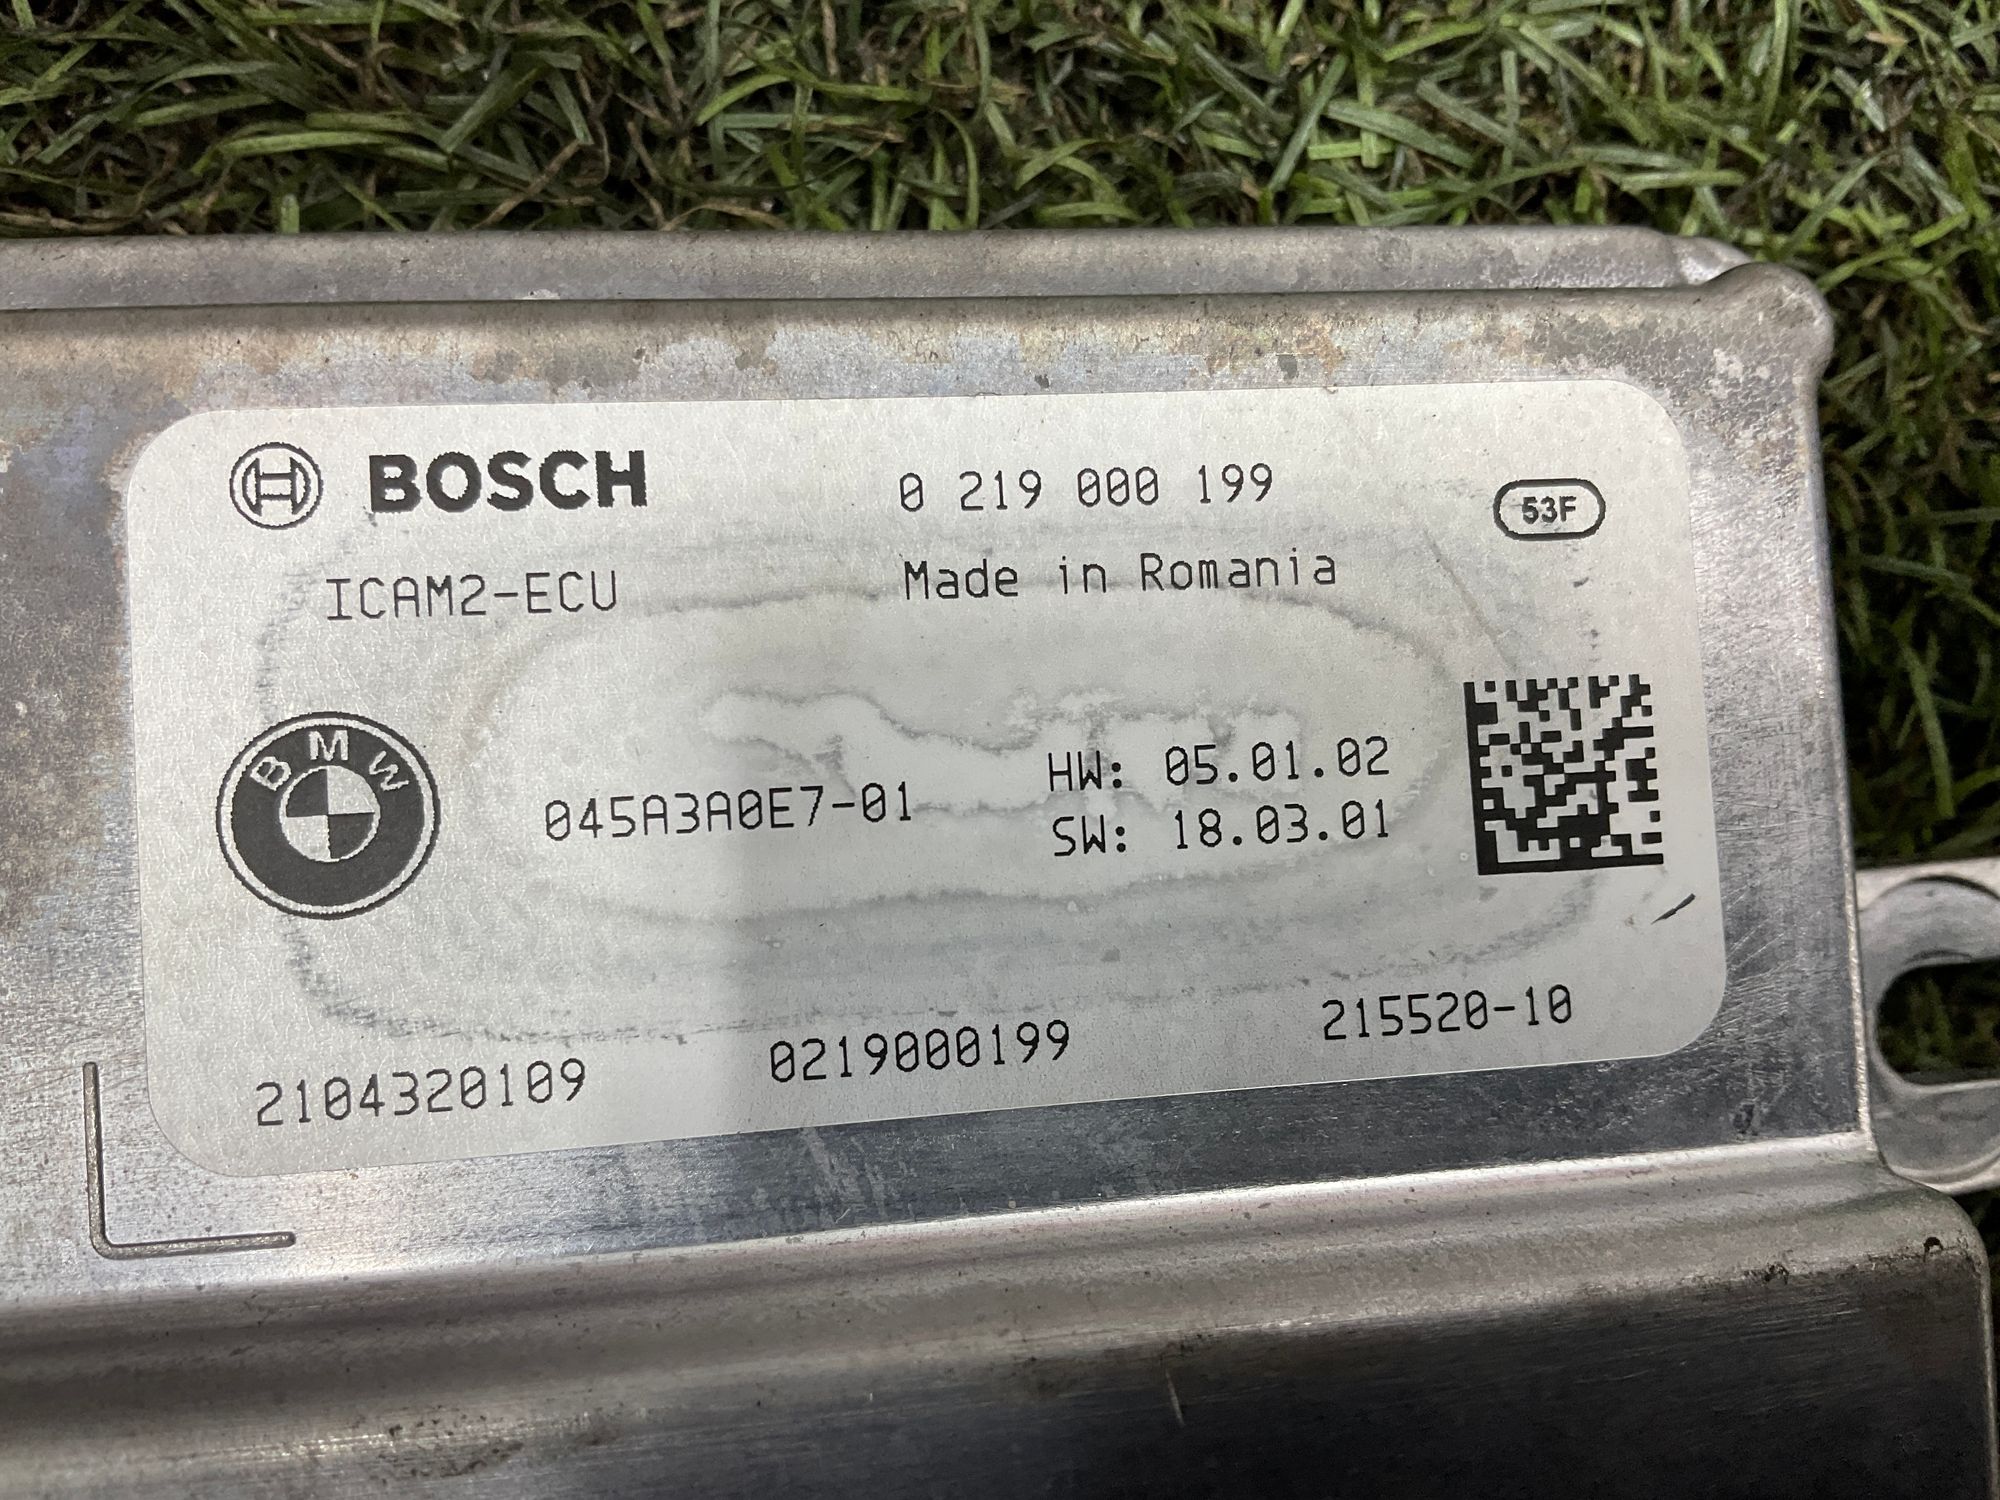 BOSCH 0 219 000 199 53F
ICAM2-ECU Made in Romania
BMW
045A3A0E7-01 HW: 05.01.02
SW: 18.03.01
2104320109 0219000199 215520-10